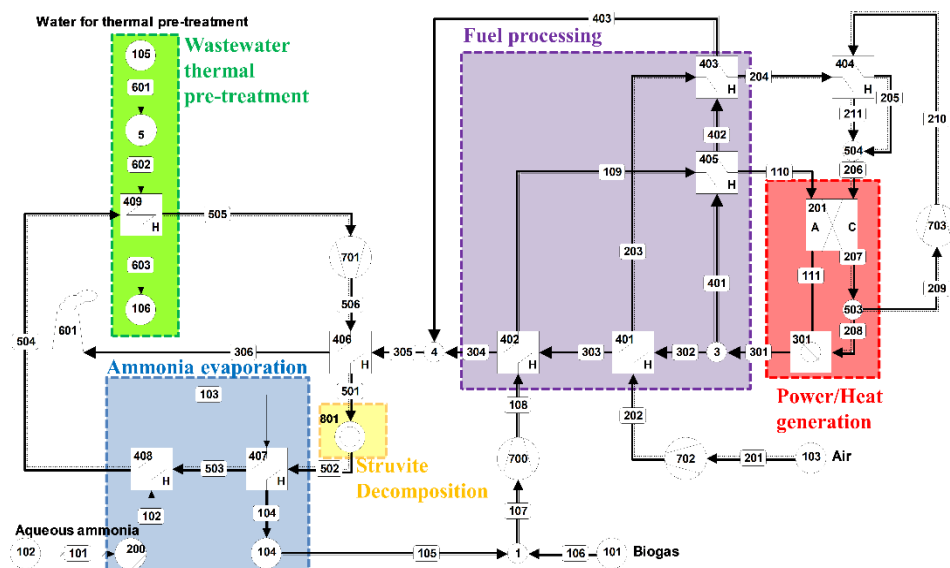 Water for thermal pre-treatment
403
Fuel processing
105
Wastewater
thermal
pre-treatment
601
5
602
409
H
505
603
106
504
601
701
506
306
406
H
305
4
304
402
H
303
401
H
302
3
301
301
403
H
204
404
H
205
210
211
504
402
405
H
109
110
206
201
A
C
207
703
203
401
111
209
503
208
Power/Heat
generation
Ammonia evaporation
103
501
801
Struvite
Decomposition
408
H
503
407
H
502
102
104
108
700
202
702
201
103
Air
107
Aqueous ammonia
102
101
200
104
105
1
106
101
Biogas